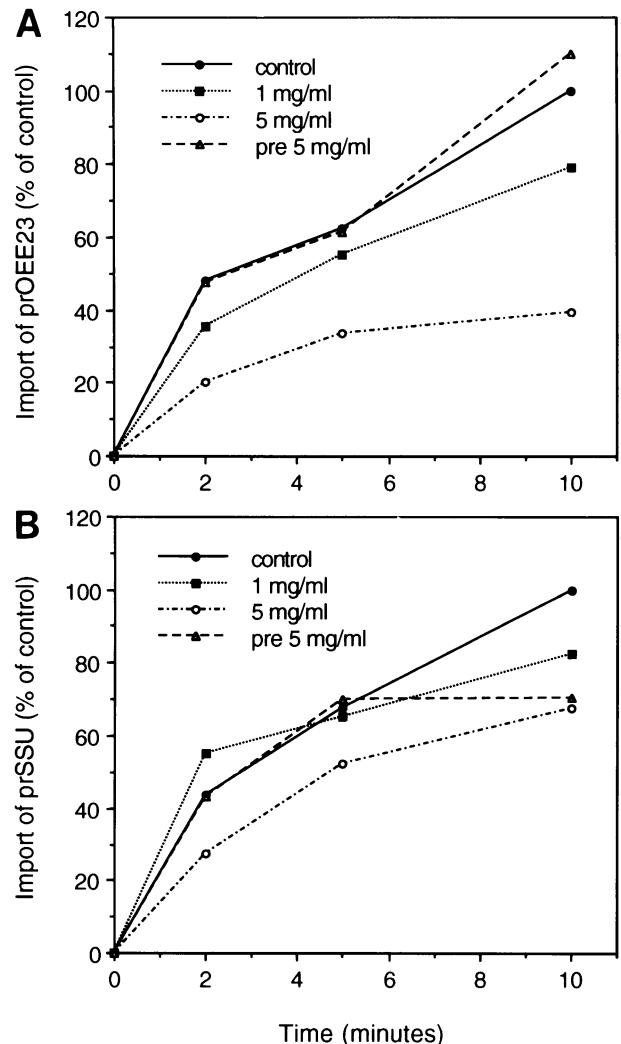 A
Import of prOEE23 (% of control)
120
100
80
60
40
20
0
control
1 mg/ml
5 mg/ml
pre 5 mg/ml
0 2 4 6 8 10
B
Import of prSSU (% of control)
120
100
80
60
40
20
0
control
1 mg/ml
5 mg/ml
pre 5 mg/ml
0 2 4 6 8 10
Time (minutes)